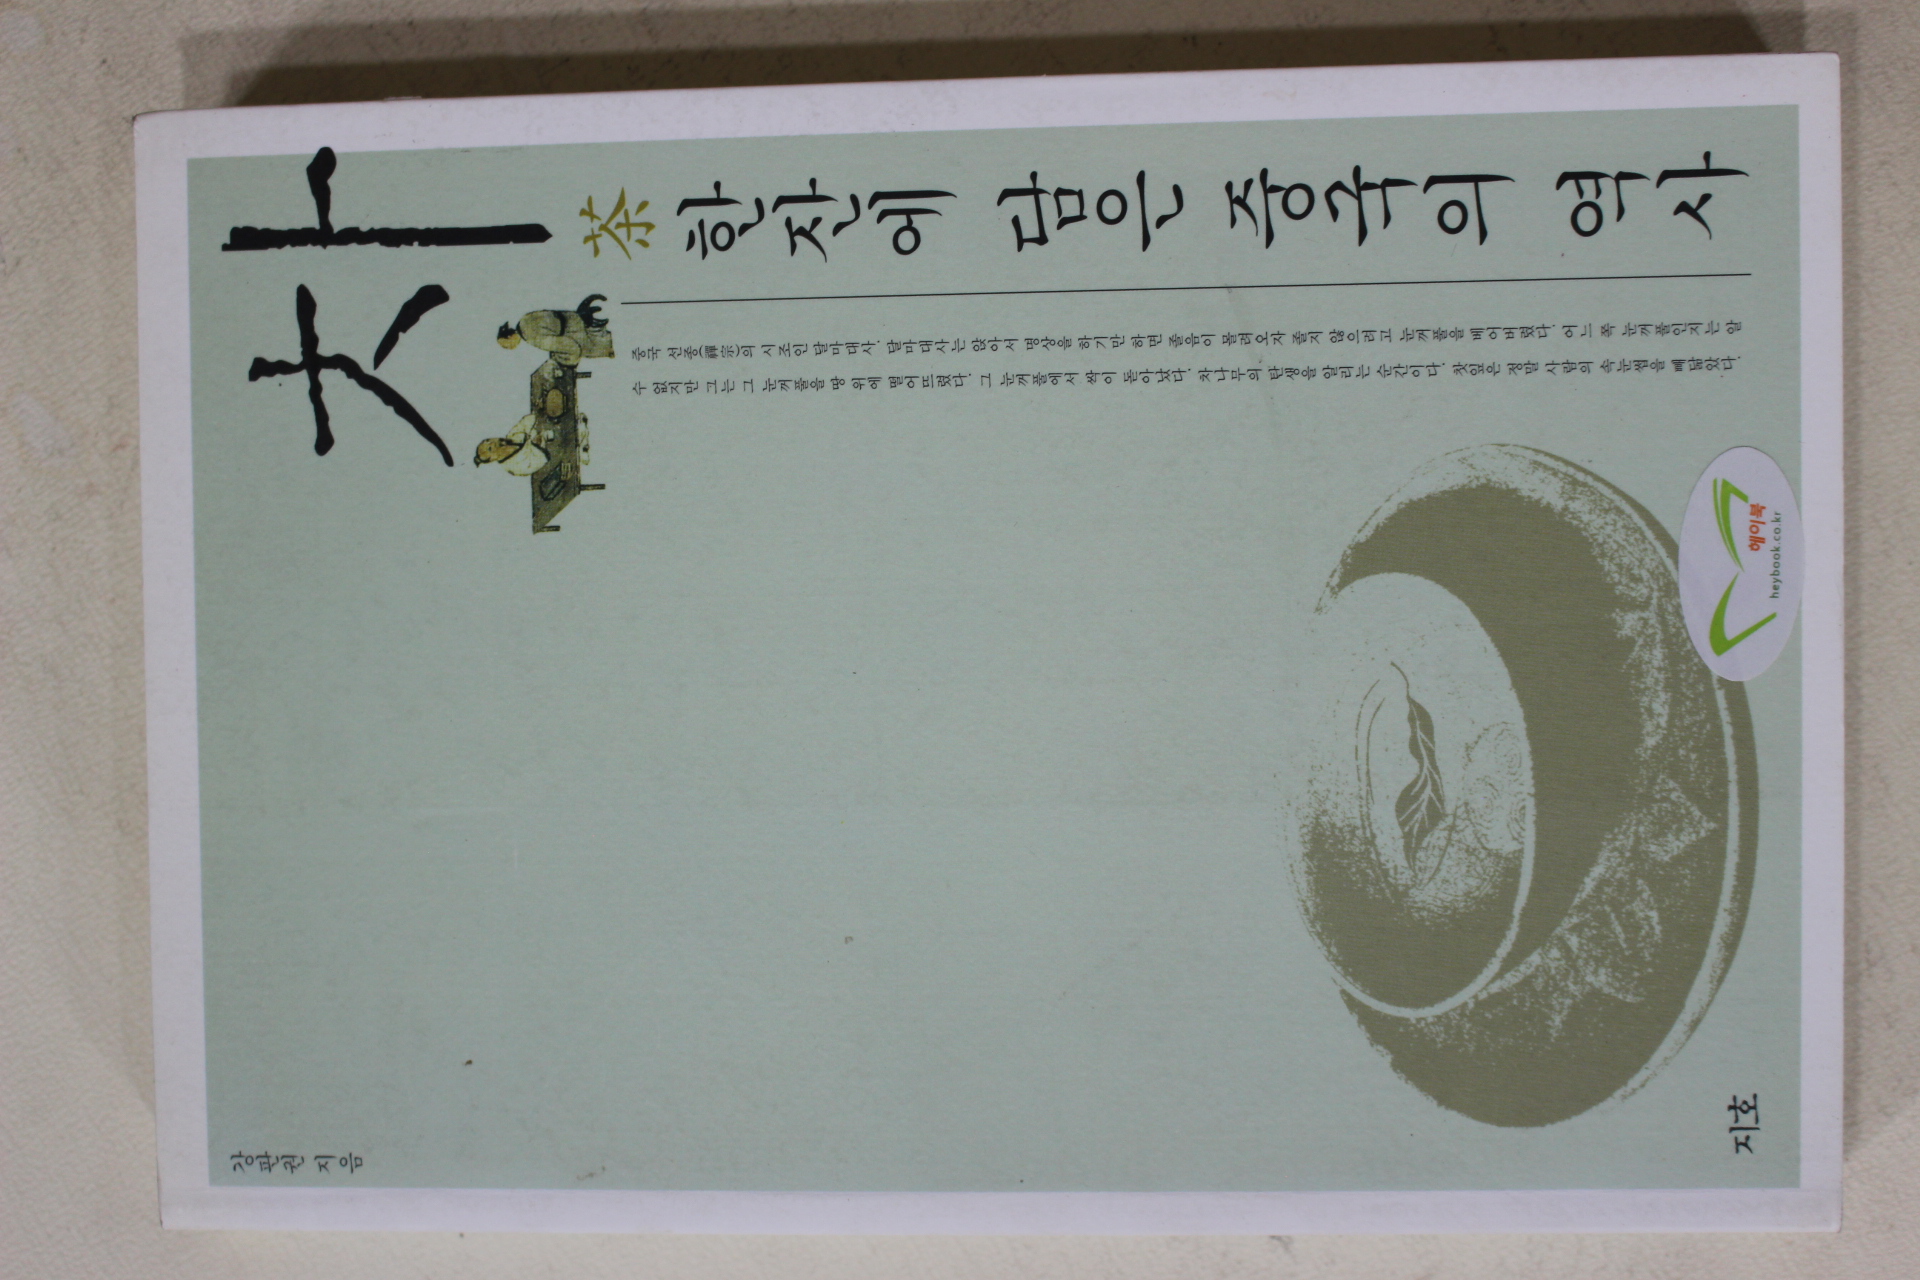 차
茶
한 잔에 담은 중국의 역사
중국 선종(禪宗)의 시조인 달마대사. 달마대사는 앉아서 명상을 하기만 하면 졸음이 몰려오자 졸지 않으려고 눈꺼풀을 베어버렸다. 어느 쪽 눈꺼풀인지는 알
수 없지만 그는 그 눈꺼풀을 땅 위에 떨어뜨렸다. 그 눈꺼풀에서 싹이 돋아났다. 차나무의 탄생을 알리는 순간이다. 찻잎은 정말 사람의 속눈썹을 빼닮았다.
헤이북
heybook.co.kr
강판권 지음
지호